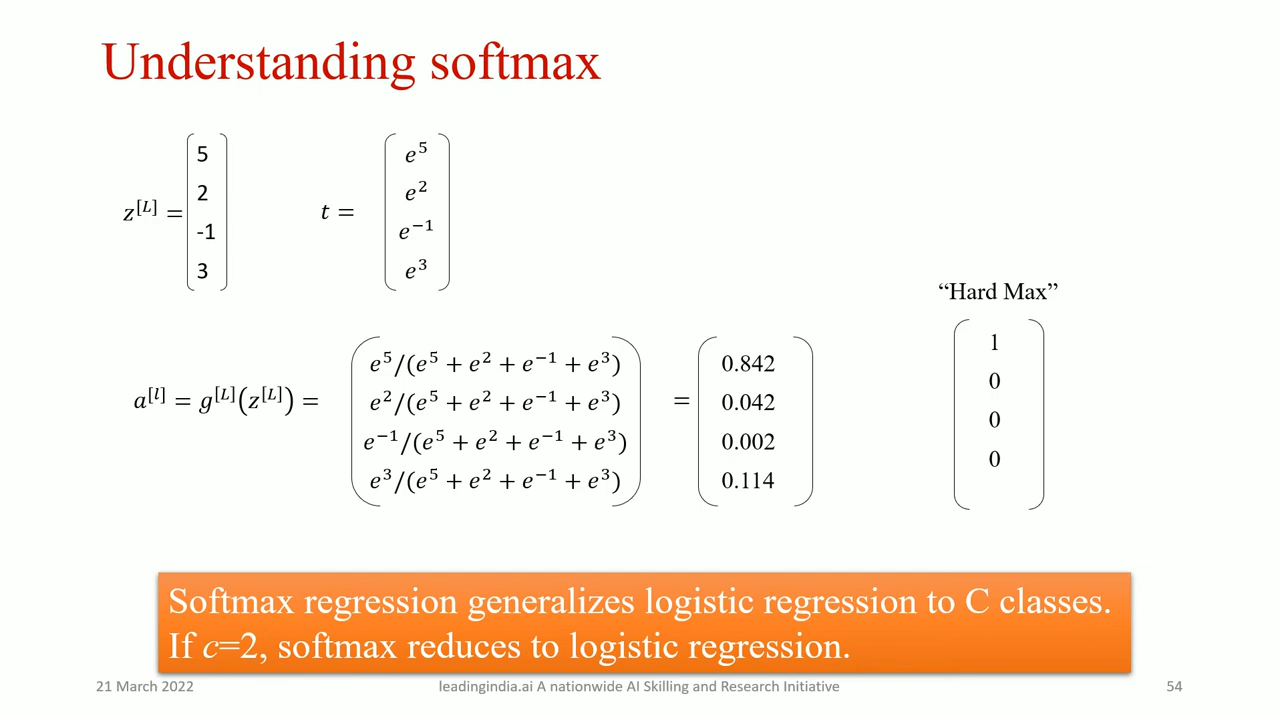 Understanding softmax
z^[L] =
5
2
-1
3
t =
e^5
e^2
e^−1
e^3
"Hard Max"
1
0
0
0
a^[l] = g^[L](z^[L]) =
e^5/(e^5 + e^2 + e^−1 + e^3)
e^2/(e^5 + e^2 + e^−1 + e^3)
e^−1/(e^5 + e^2 + e^−1 + e^3)
e^3/(e^5 + e^2 + e^−1 + e^3)
=
0.842
0.042
0.002
0.114
Softmax regression generalizes logistic regression to C classes.
If c=2, softmax reduces to logistic regression.
21 March 2022
leadingindia.ai A nationwide AI Skilling and Research Initiative
54